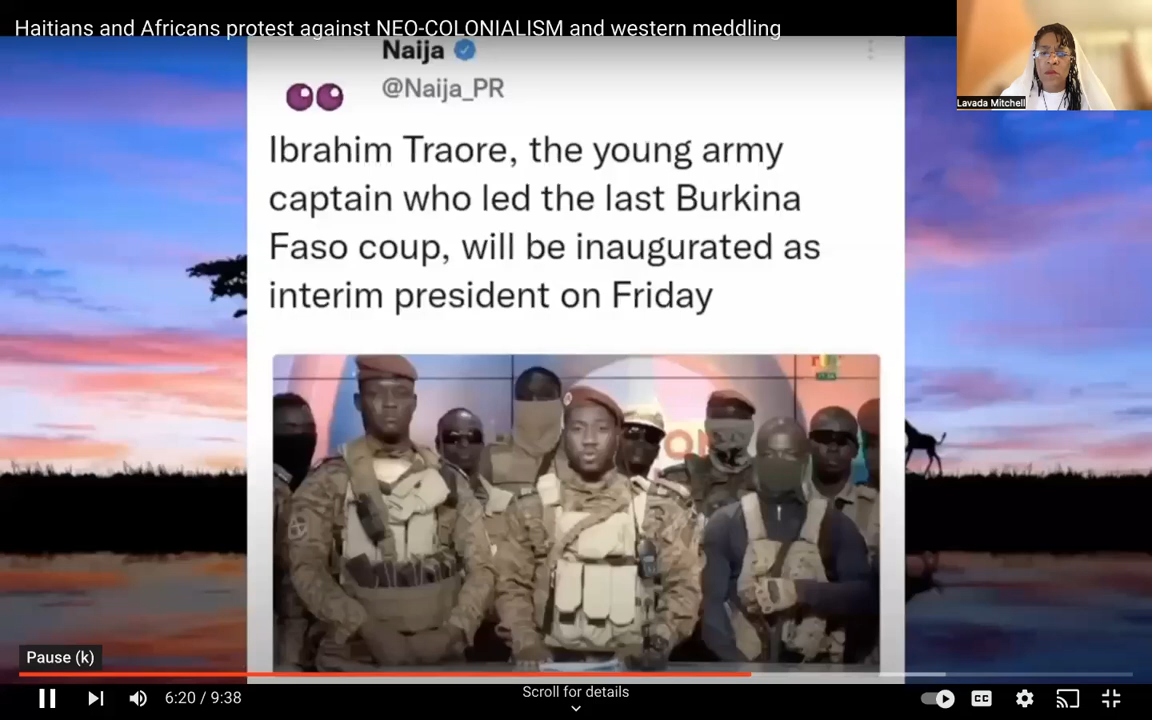 Haitians and Africans protest against NEO-COLONIALISM and western meddling
Naija
@Naija_PR
Lavada Mitchell
Ibrahim Traore, the young army
captain who led the last Burkina
Faso coup, will be inaugurated as
interim president on Friday
Pause (k)
6:20 / 9:38
Scroll for details
CC